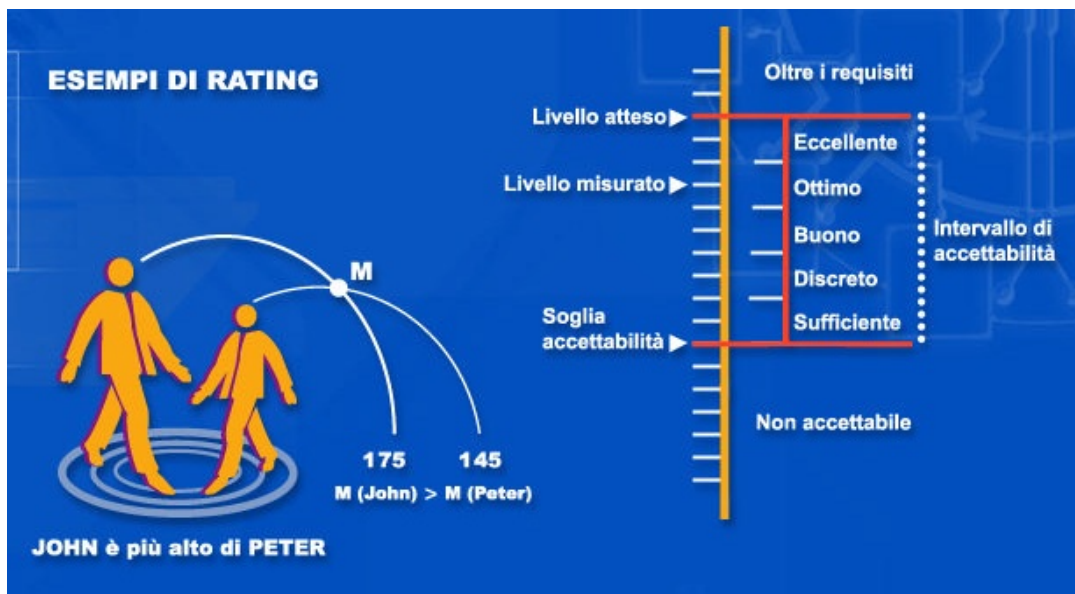 ESEMPI DI RATING
M
175 145
M (John) > M (Peter)
JOHN è più alto di PETER
Oltre i requisiti
Livello atteso
Eccellente
Livello misurato
Ottimo
Buono
Intervallo di
accettabilità
Discreto
Soglia
accettabilità
Sufficiente
Non accettabile